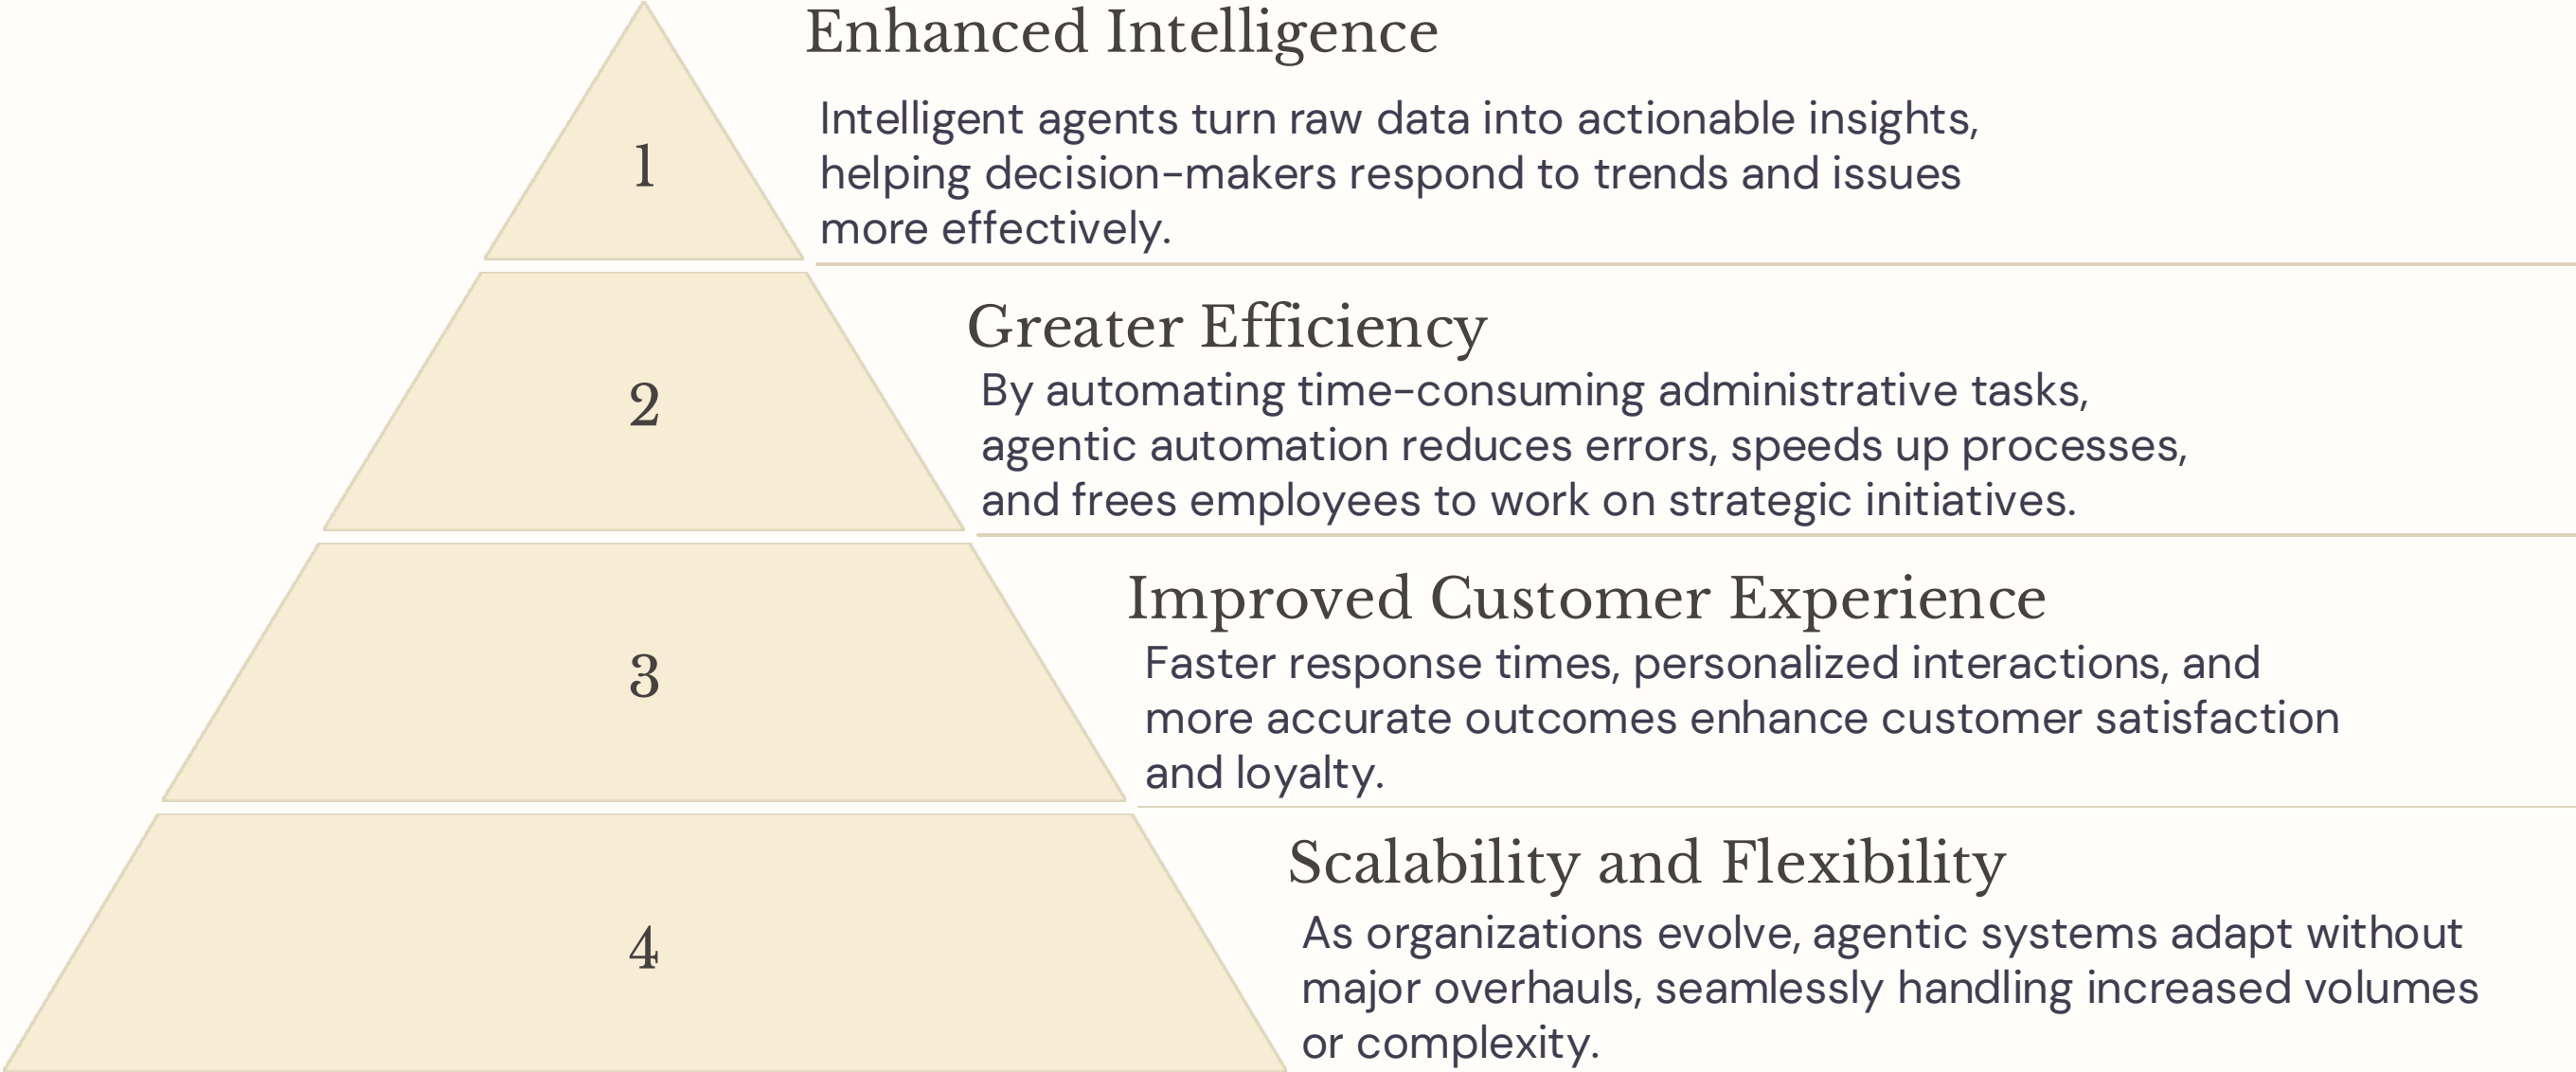 Enhanced Intelligence
Intelligent agents turn raw data into actionable insights,
helping decision-makers respond to trends and issues
more effectively.
1
Greater Efficiency
By automating time-consuming administrative tasks,
agentic automation reduces errors, speeds up processes,
and frees employees to work on strategic initiatives.
2
Improved Customer Experience
Faster response times, personalized interactions, and
more accurate outcomes enhance customer satisfaction
and loyalty.
3
Scalability and Flexibility
As organizations evolve, agentic systems adapt without
major overhauls, seamlessly handling increased volumes
or complexity.
4